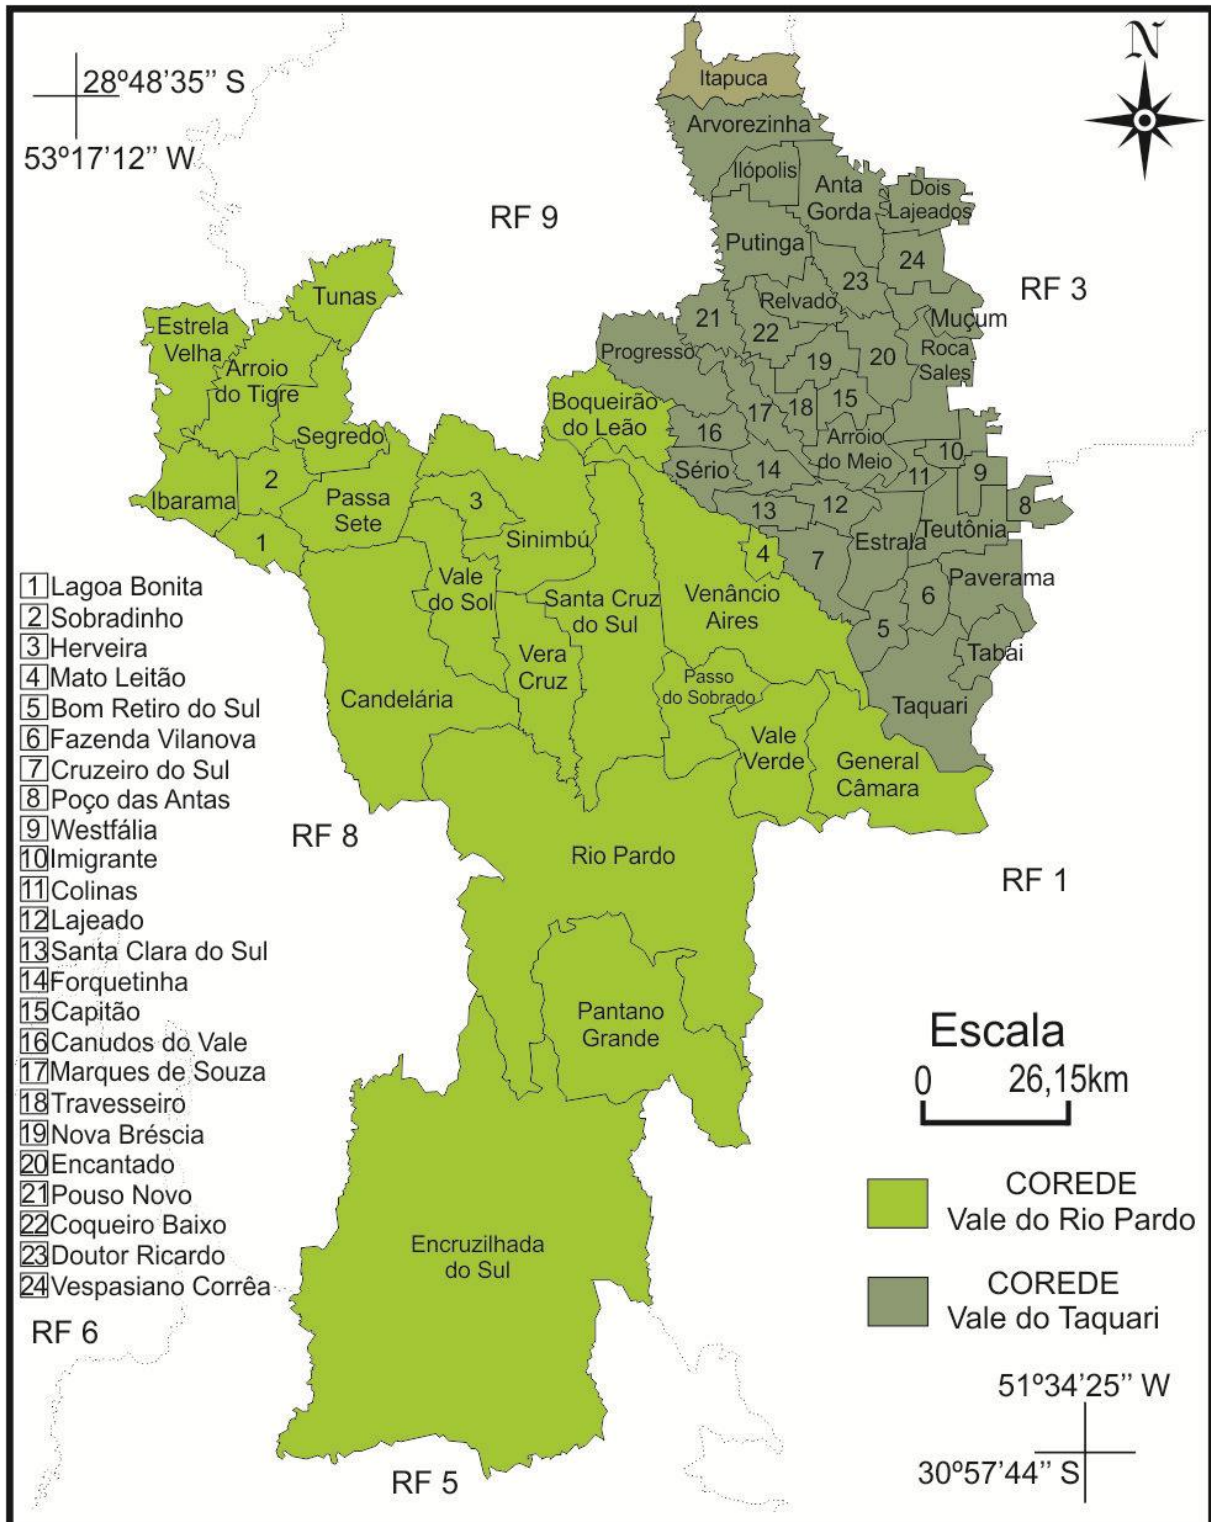 28º48'35'' S
53º17'12'' W
N
Itapuca
Arvorezinha
Ilópolis
Anta
Gorda
Dois
Lajeados
RF 9
Putinga
24
23
RF 3
Tunas
Relvado
21
22
Muçum
Estrela
Velha
Progresso
19
20
Roca
Sales
Arroio
do Tigre
Boqueirão
do Leão
17
18
15
Segredo
16
Arroio
do Meio
10
Sério
14
11
9
Ibarama
2
Passa
Sete
3
13
12
8
1
Sinimbú
Estrala
Teutônia
4
7
Vale
do Sol
Santa Cruz
do Sul
Venâncio
Aires
6
Paverama
5
Vera
Cruz
Tabai
Candelária
Passo
do Sobrado
Taquari
Vale
Verde
General
Câmara
RF 8
Rio Pardo
RF 1
Pantano
Grande
Encruzilhada
do Sul
1 Lagoa Bonita
2 Sobradinho
3 Herveira
4 Mato Leitão
5 Bom Retiro do Sul
6 Fazenda Vilanova
7 Cruzeiro do Sul
8 Poço das Antas
9 Westfália
10 Imigrante
11 Colinas
12 Lajeado
13 Santa Clara do Sul
14 Forquetinha
15 Capitão
16 Canudos do Vale
17 Marques de Souza
18 Travesseiro
19 Nova Bréscia
20 Encantado
21 Pouso Novo
22 Coqueiro Baixo
23 Doutor Ricardo
24 Vespasiano Corrêa
RF 6
RF 5
Escala
0 26,15km
COREDE
Vale do Rio Pardo
COREDE
Vale do Taquari
51º34'25'' W
30º57'44'' S